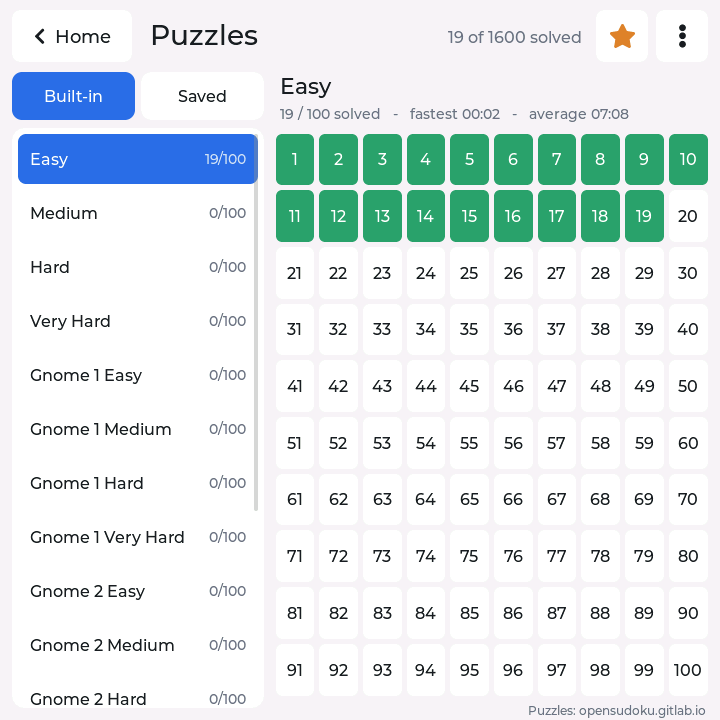 Home
Puzzles
19 of 1600 solved
Built-in
Saved
Easy 19/100
Medium 0/100
Hard 0/100
Very Hard 0/100
Gnome 1 Easy 0/100
Gnome 1 Medium 0/100
Gnome 1 Hard 0/100
Gnome 1 Very Hard 0/100
Gnome 2 Easy 0/100
Gnome 2 Medium 0/100
Gnome 2 Hard 0/100
Easy
19 / 100 solved - fastest 00:02 - average 07:08
1 2 3 4 5 6 7 8 9 10
11 12 13 14 15 16 17 18 19 20
21 22 23 24 25 26 27 28 29 30
31 32 33 34 35 36 37 38 39 40
41 42 43 44 45 46 47 48 49 50
51 52 53 54 55 56 57 58 59 60
61 62 63 64 65 66 67 68 69 70
71 72 73 74 75 76 77 78 79 80
81 82 83 84 85 86 87 88 89 90
91 92 93 94 95 96 97 98 99 100
Puzzles: opensudoku.gitlab.io